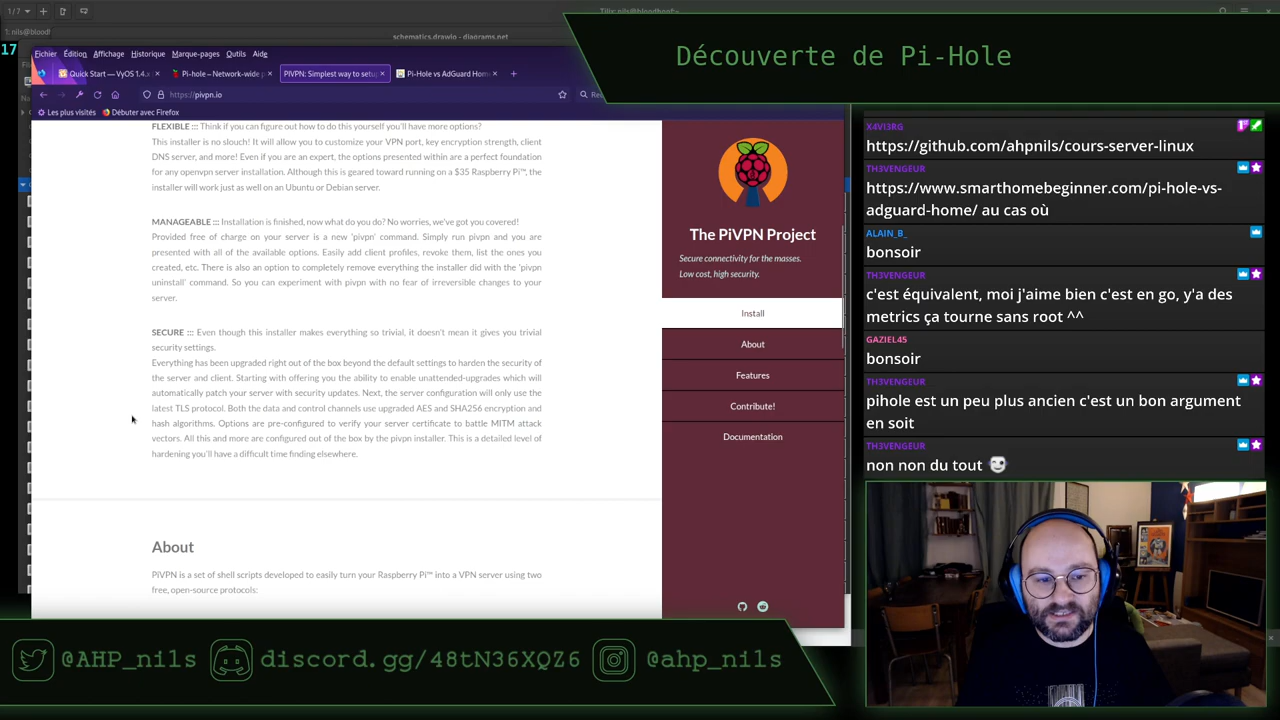 1 / 7
Tilix: nils@bloodhoof:~
1: nils@bloodh
schematics.drawio - diagrams.net
17
Fichier Édition Affichage Historique Marque-pages Outils Aide
Quick Start — VyOS 1.4.x
Pi-hole – Network-wide
PIVPN: Simplest way to setu
Pi-Hole vs AdGuard Hom
https://pivpn.io
Les plus visités Débuter avec Firefox
FLEXIBLE ::: Think if you can figure out how to do this yourself you'll have more options?
This installer is no slouch! It will allow you to customize your VPN port, key encryption strength, client
DNS server, and more! Even if you are an expert, the options presented within are a perfect foundation
for any openvpn server installation. Although this is geared toward running on a $35 Raspberry Pi™, the
installer will work just as well on an Ubuntu or Debian server.
MANAGEABLE ::: Installation is finished, now what do you do? No worries, we've got you covered!
Provided free of charge on your server is a new 'pivpn' command. Simply run pivpn and you are
presented with all of the available options. Easily add client profiles, revoke them, list the ones you
created, etc. There is also an option to completely remove everything the installer did with the 'pivpn
uninstall' command. So you can experiment with pivpn with no fear of irreversible changes to your
server.
SECURE ::: Even though this installer makes everything so trivial, it doesn't mean it gives you trivial
security settings.
Everything has been upgraded right out of the box beyond the default settings to harden the security of
the server and client. Starting with offering you the ability to enable unattended-upgrades which will
automatically patch your server with security updates. Next, the server configuration will only use the
latest TLS protocol. Both the data and control channels use upgraded AES and SHA256 encryption and
hash algorithms. Options are pre-configured to verify your server certificate to battle MITM attack
vectors. All this and more are configured out of the box by the pivpn installer. This is a detailed level of
hardening you'll have a difficult time finding elsewhere.
About
PiVPN is a set of shell scripts developed to easily turn your Raspberry Pi™ into a VPN server using two
free, open-source protocols:
The PiVPN Project
Secure connectivity for the masses.
Low cost, high security.
Install
About
Features
Contribute!
Documentation
Découverte de Pi-Hole
X4V13RG
https://github.com/ahpnils/cours-server-linux
TH3VENGEUR
https://www.smarthomebeginner.com/pi-hole-vs-
adguard-home/ au cas où
ALAIN_B_
bonsoir
TH3VENGEUR
c'est équivalent, moi j'aime bien c'est en go, y'a des
metrics ça tourne sans root ^^
GAZIEL45
bonsoir
TH3VENGEUR
pihole est un peu plus ancien c'est un bon argument
en soit
TH3VENGEUR
non non du tout
@AHP_nils
discord.gg/48tN36XQZ6
@ahp_nils